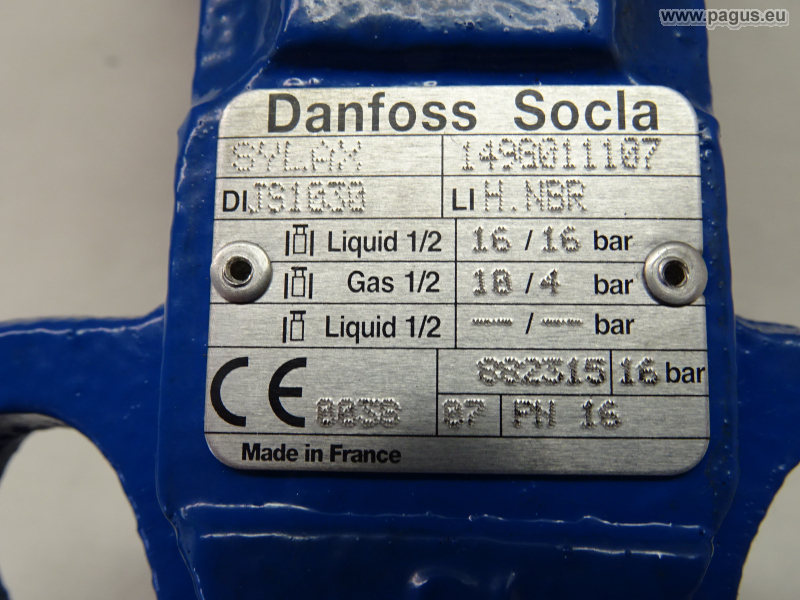 www.pagus.eu
Danfoss Socla
SYLAX 1499011107
DI JS1030 LI H.NBR
Liquid 1/2 16 / 16 bar
Gas 1/2 10 / 4 bar
Liquid 1/2 -- / -- bar
882315 16 bar
CE 0038 07 PN 16
Made in France